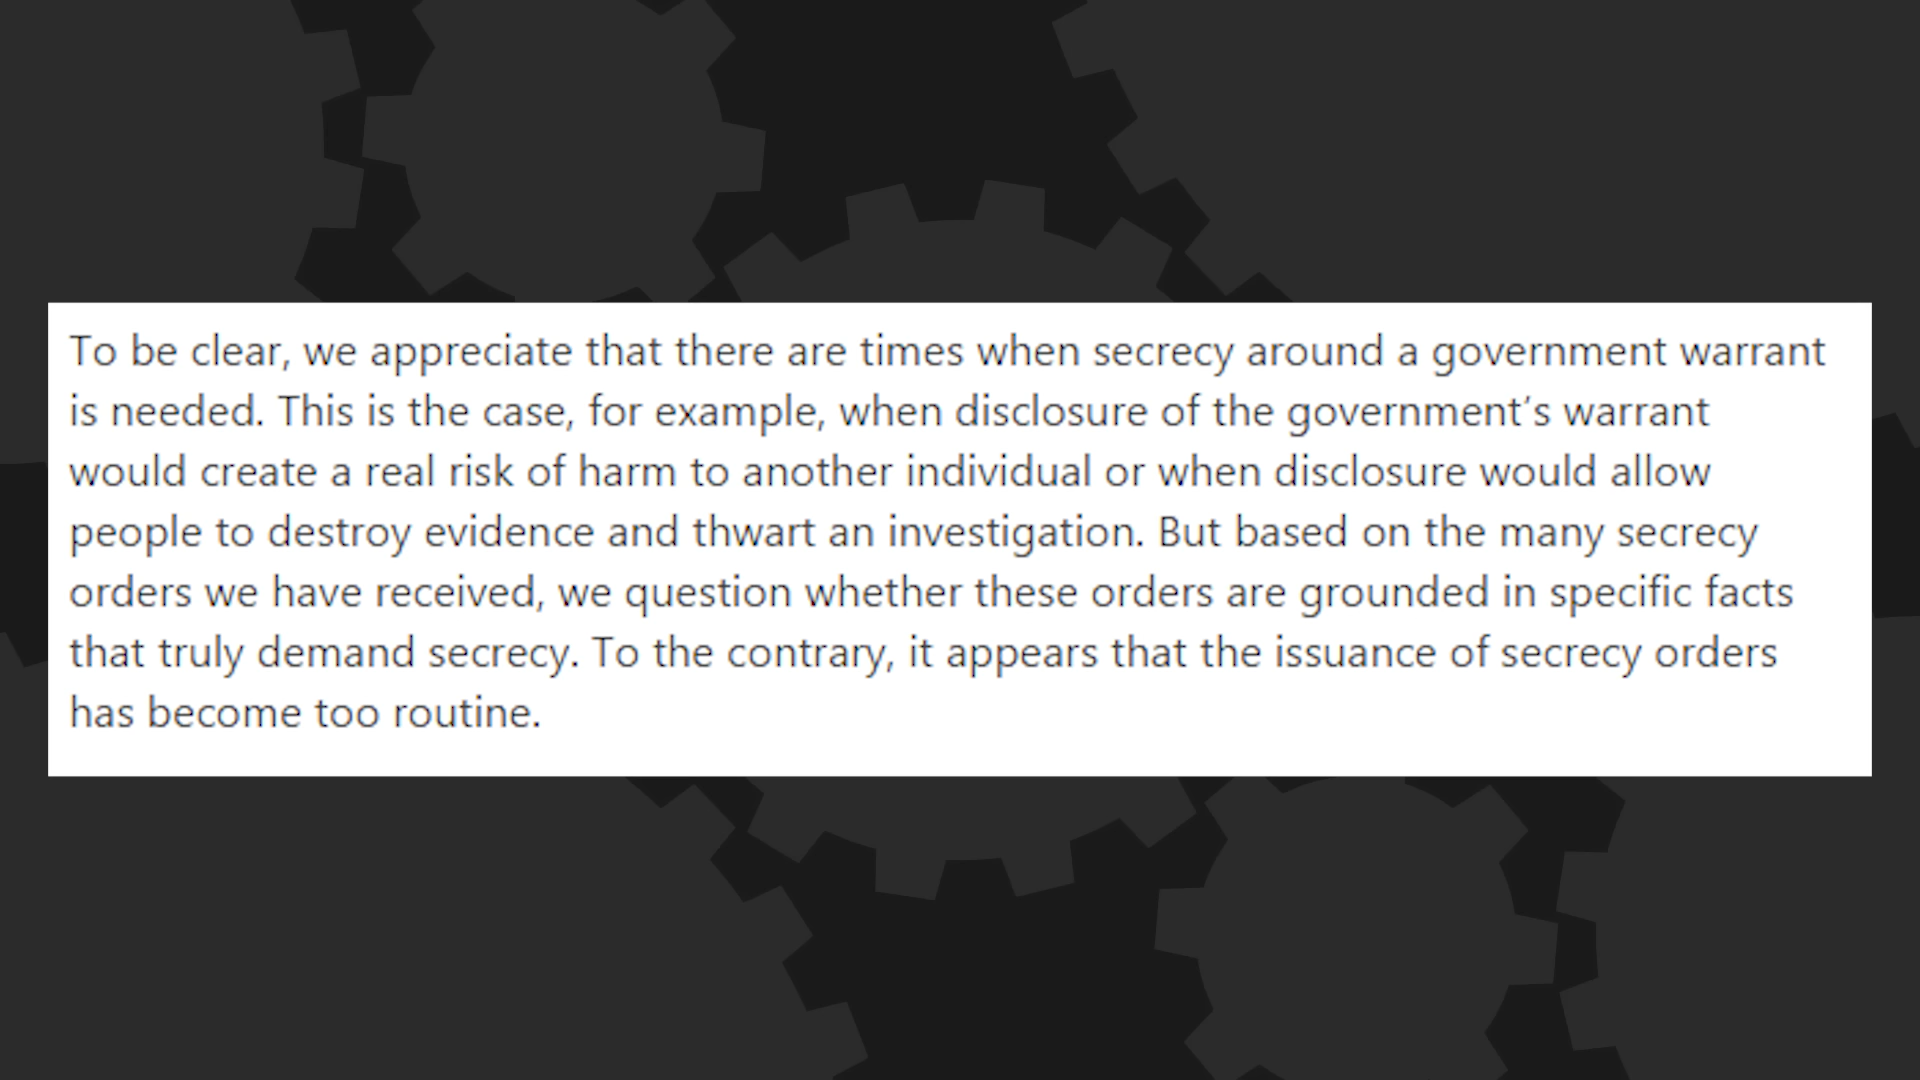 To be clear, we appreciate that there are times when secrecy around a government warrant
is needed. This is the case, for example, when disclosure of the government’s warrant
would create a real risk of harm to another individual or when disclosure would allow
people to destroy evidence and thwart an investigation. But based on the many secrecy
orders we have received, we question whether these orders are grounded in specific facts
that truly demand secrecy. To the contrary, it appears that the issuance of secrecy orders
has become too routine.